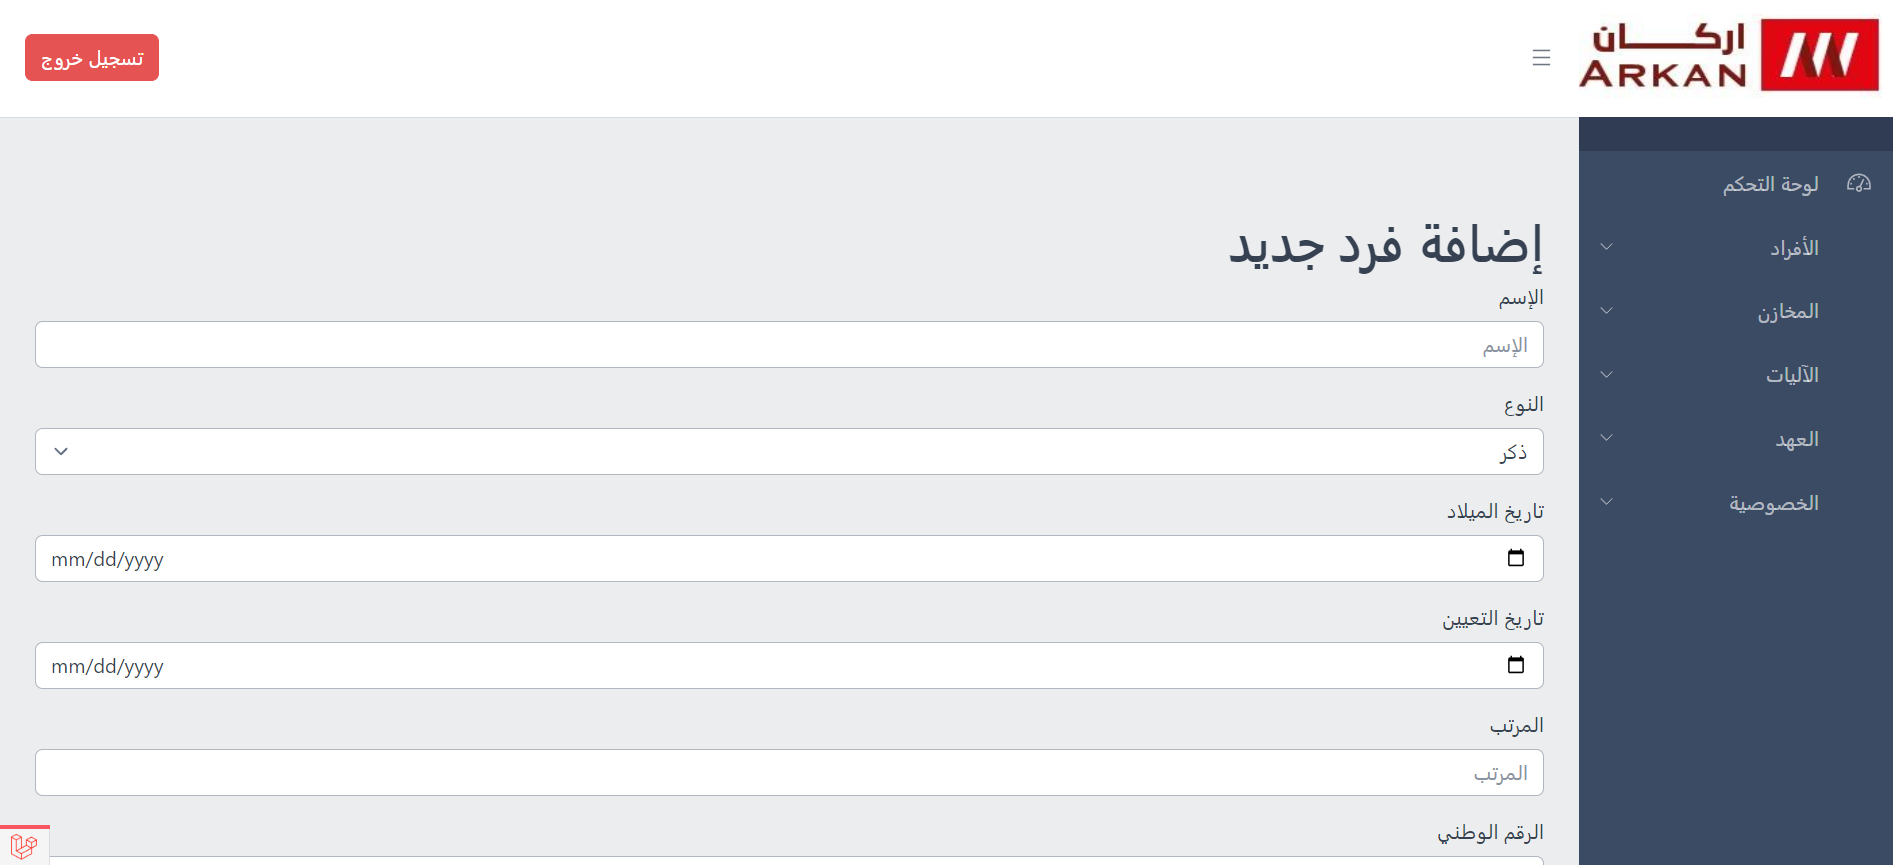 اركان
ARKAN
تسجيل خروج
لوحة التحكم
الأفراد
المخازن
الآليات
العهد
الخصوصية
إضافة فرد جديد
الإسم
الإسم
النوع
ذكر
تاريخ الميلاد
mm/dd/yyyy
تاريخ التعيين
mm/dd/yyyy
المرتب
المرتب
الرقم الوطني